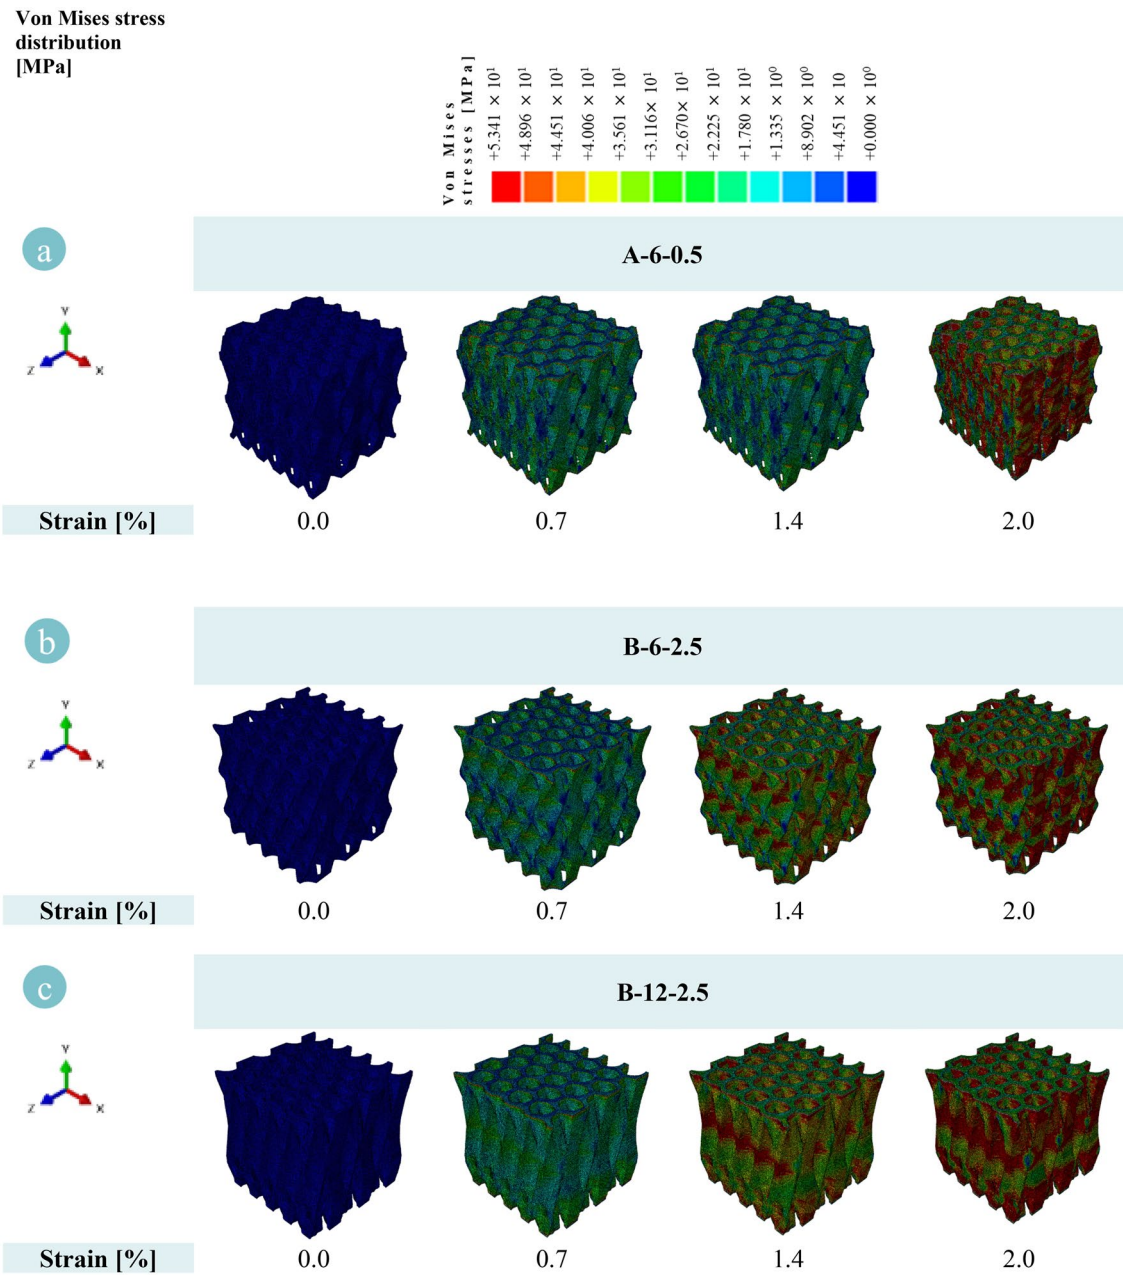 Von Mises stress
distribution
[MPa]
Von Mises
stresses [MPa]
+5.341 × 10¹
+4.896 × 10¹
+4.451 × 10¹
+4.006 × 10¹
+3.561 × 10¹
+3.116× 10¹
+2.670× 10¹
+2.225 × 10¹
+1.780 × 10¹
+1.335 × 10⁰
+8.902 × 10⁰
+4.451 × 10
+0.000 × 10⁰
a
A-6-0.5
Y
Z X
Strain [%] 0.0 0.7 1.4 2.0
b
B-6-2.5
Y
Z X
Strain [%] 0.0 0.7 1.4 2.0
c
B-12-2.5
Y
Z X
Strain [%] 0.0 0.7 1.4 2.0